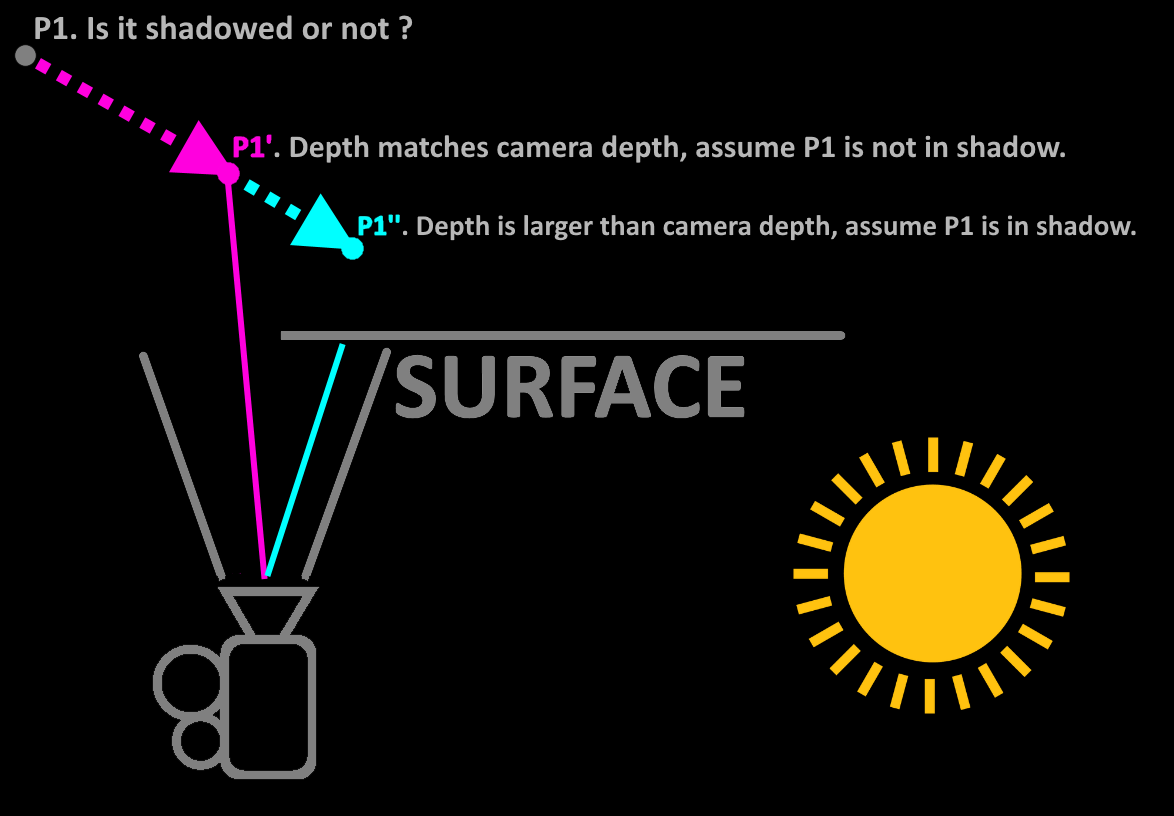 P1. Is it shadowed or not ?
P1'. Depth matches camera depth, assume P1 is not in shadow.
P1". Depth is larger than camera depth, assume P1 is in shadow.
SURFACE